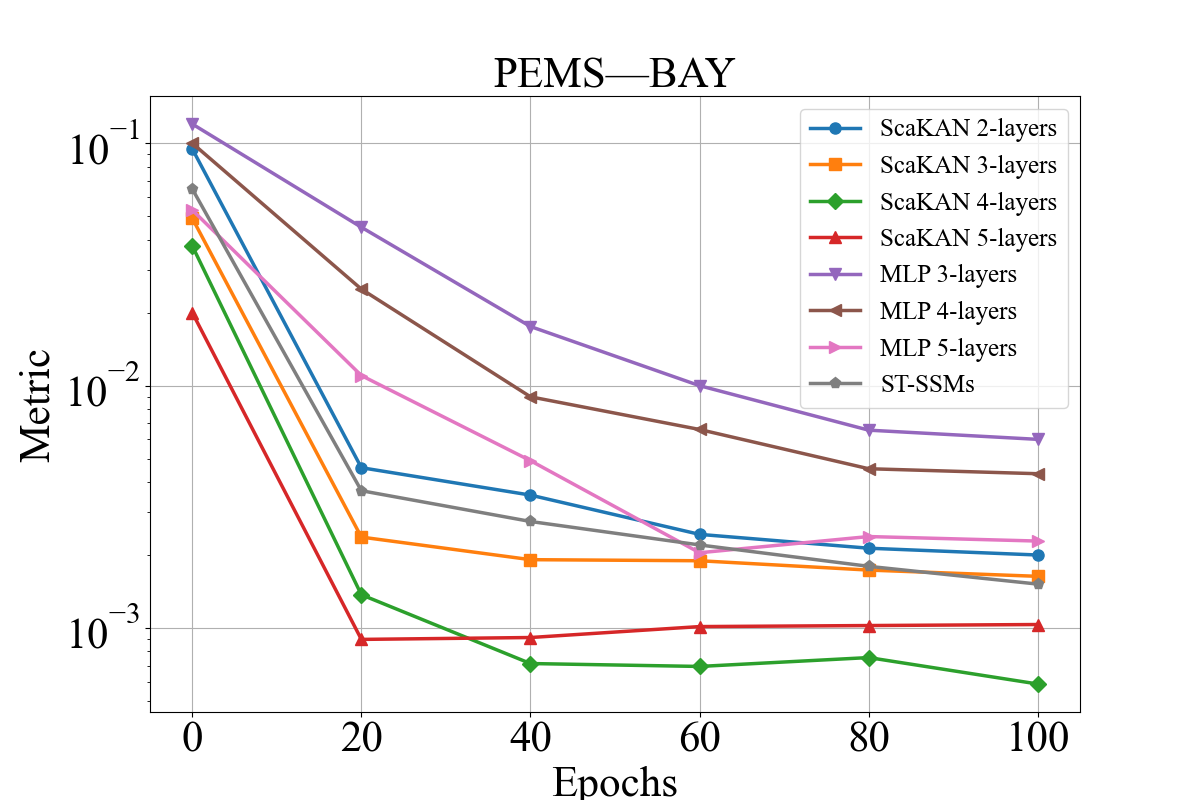 PEMS—BAY
Metric
10⁻¹
10⁻²
10⁻³
ScaKAN 2-layers
ScaKAN 3-layers
ScaKAN 4-layers
ScaKAN 5-layers
MLP 3-layers
MLP 4-layers
MLP 5-layers
ST-SSMs
0 20 40 60 80 100
Epochs